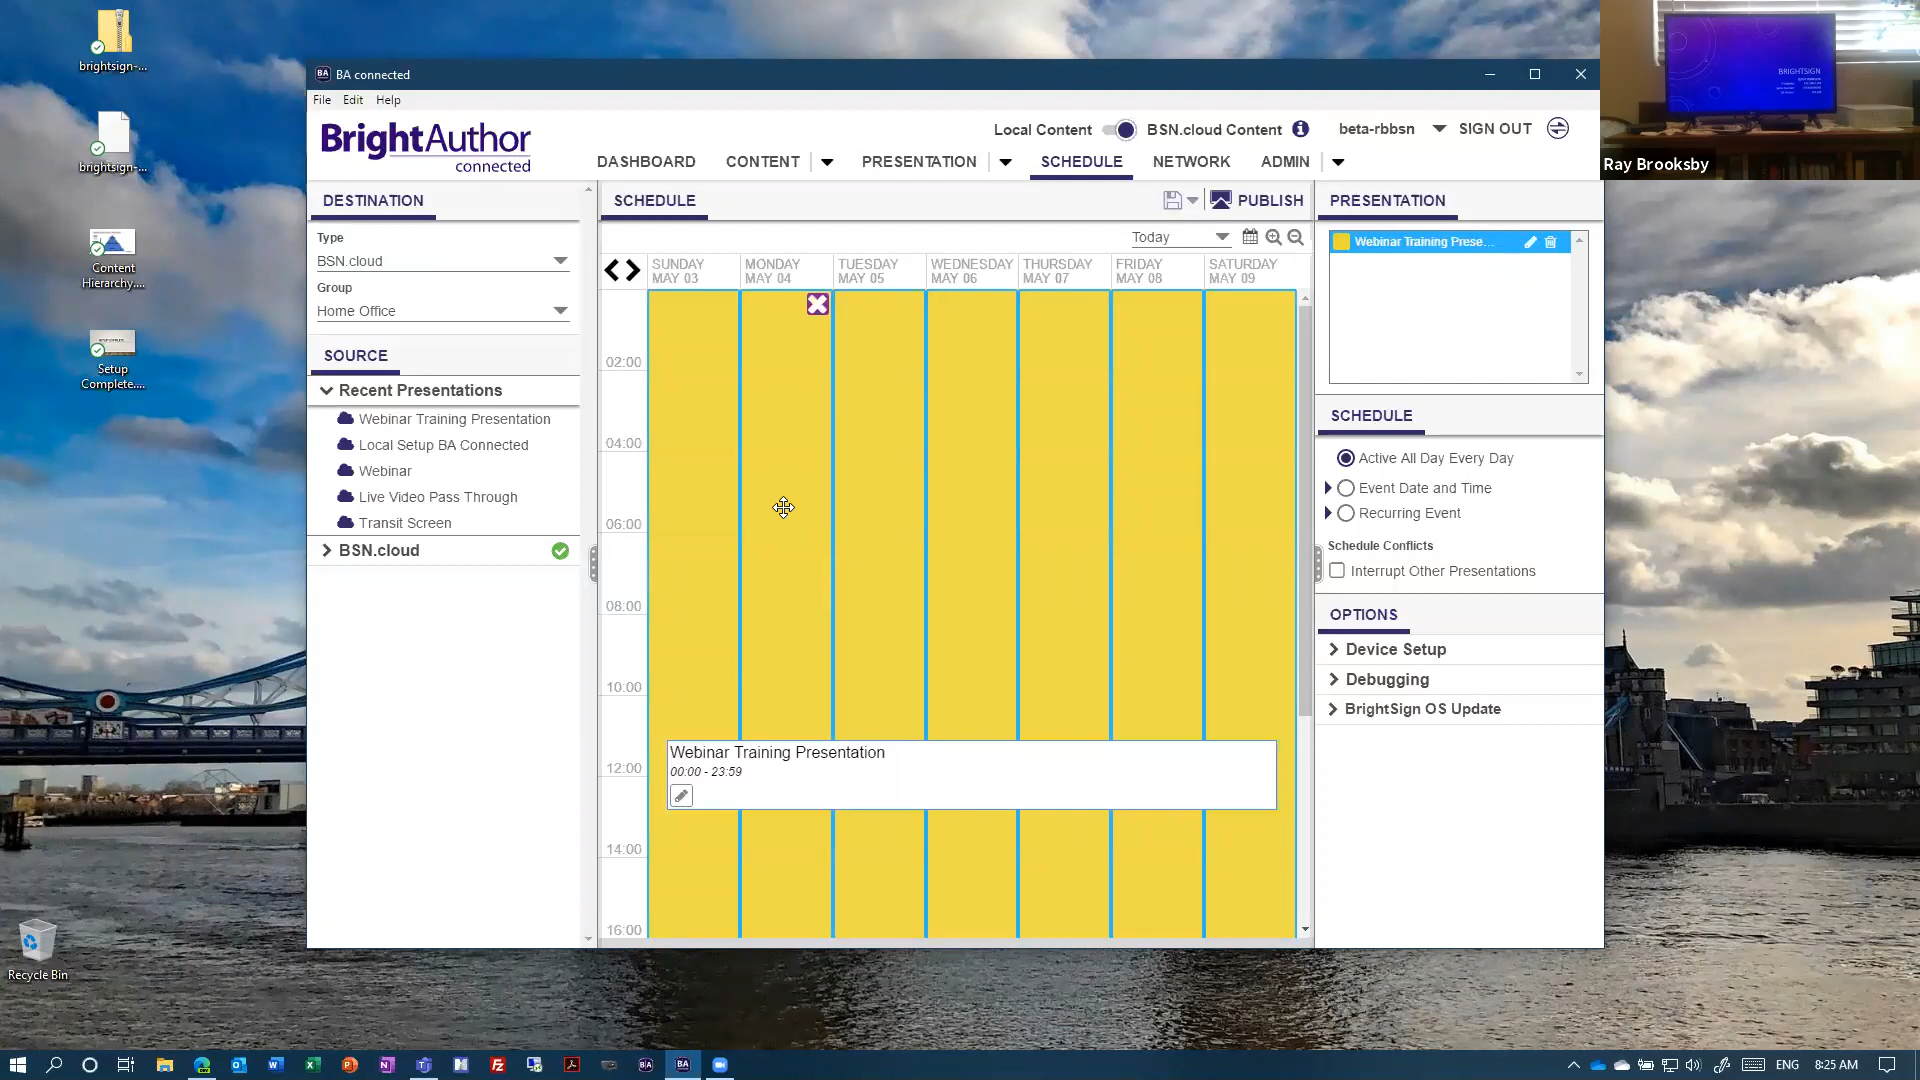 brightsign-...
brightsign-...
Content
Hierarchy....
Setup
Complete....
Recycle Bin
BA BA connected
File Edit Help
BrightAuthor
connected
Local Content BSN.cloud Content beta-rbbsn SIGN OUT
DASHBOARD CONTENT PRESENTATION SCHEDULE NETWORK ADMIN
DESTINATION
Type
BSN.cloud
Group
Home Office
SOURCE
Recent Presentations
Webinar Training Presentation
Local Setup BA Connected
Webinar
Live Video Pass Through
Transit Screen
BSN.cloud
SCHEDULE
PUBLISH
Today
SUNDAY MONDAY TUESDAY WEDNESDAY THURSDAY FRIDAY SATURDAY
MAY 03 MAY 04 MAY 05 MAY 06 MAY 07 MAY 08 MAY 09
02:00
04:00
06:00
08:00
10:00
12:00
14:00
16:00
Webinar Training Presentation
00:00 - 23:59
PRESENTATION
Webinar Training Prese...
SCHEDULE
Active All Day Every Day
Event Date and Time
Recurring Event
Schedule Conflicts
Interrupt Other Presentations
OPTIONS
Device Setup
Debugging
BrightSign OS Update
BRIGHTSIGN
Ray Brooksby
ENG 8:25 AM